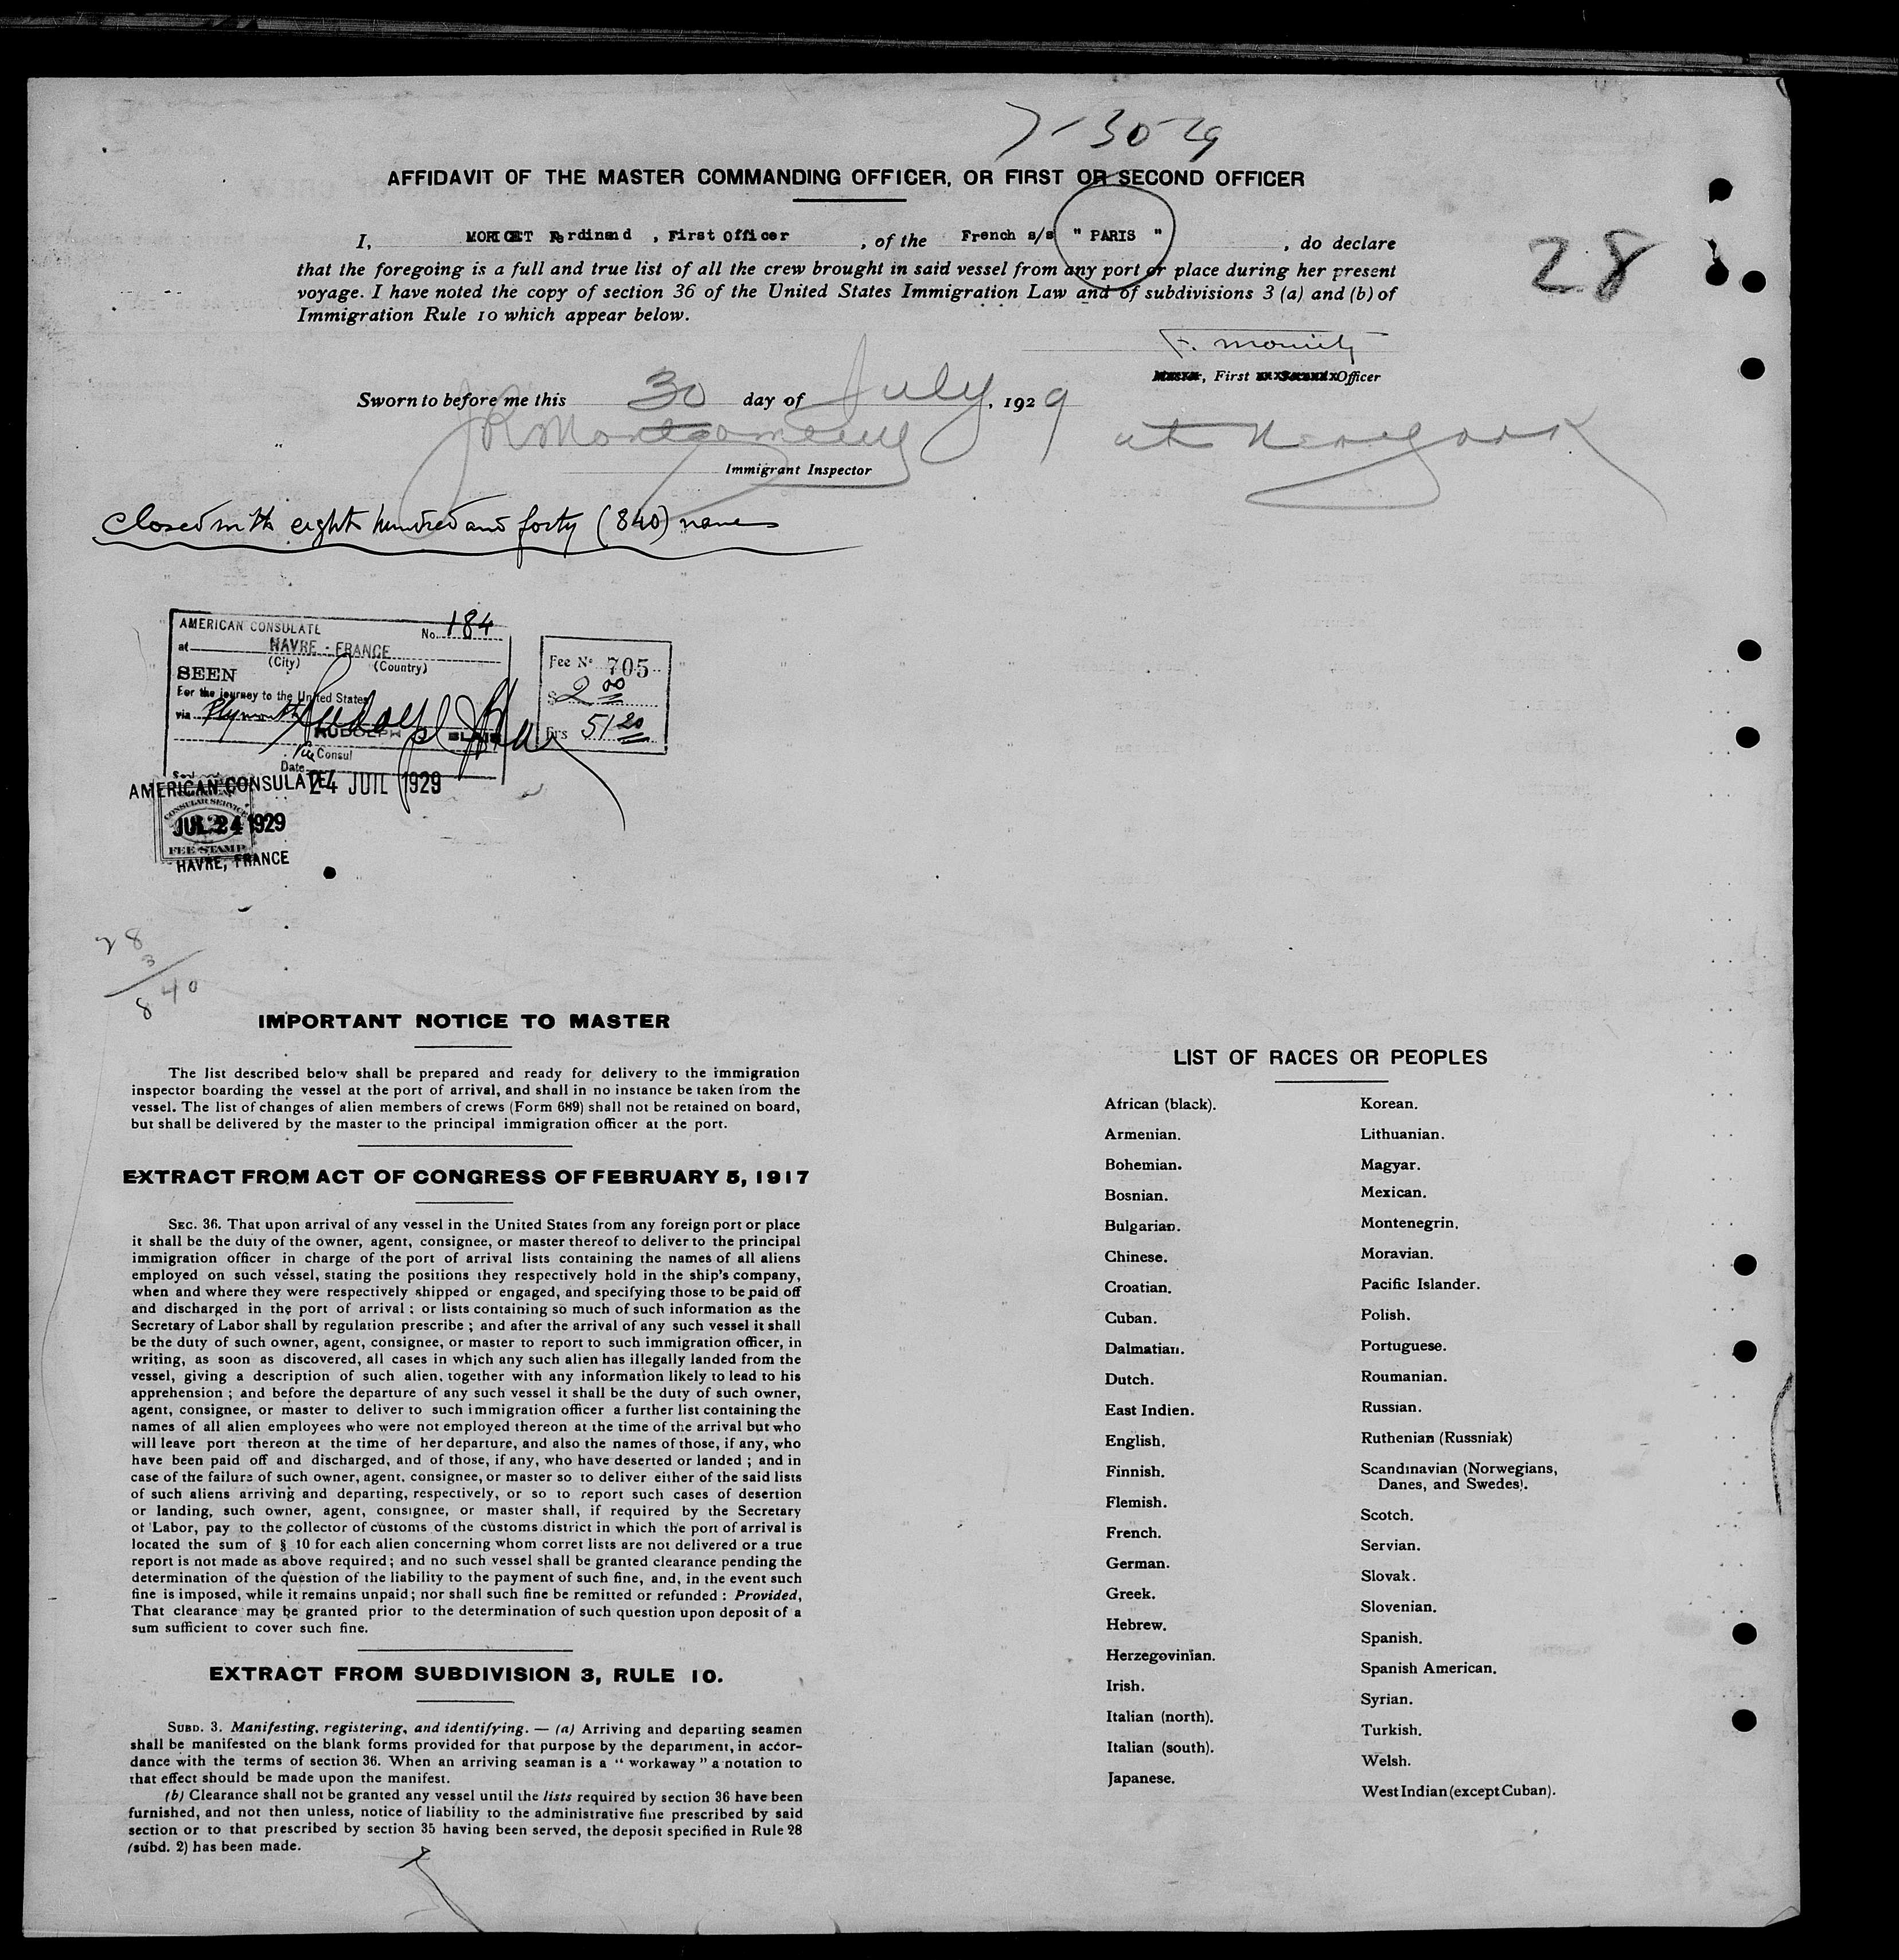 7-30-29
AFFIDAVIT OF THE MASTER COMMANDING OFFICER, OR FIRST OR SECOND OFFICER
I, MORICET Ferdinand , First Officer , of the French s/s " PARIS " , do declare
that the foregoing is a full and true list of all the crew brought in said vessel from any port or place during her present
voyage. I have noted the copy of section 36 of the United States Immigration Law and of subdivisions 3 (a) and (b) of
Immigration Rule 10 which appear below.
28
, First Officer
Sworn to before me this 30 day of July, 1929
JR Montgomery at New York
Immigrant Inspector
Closed with eight hundred and forty (840) names
AMERICAN CONSULATE No. 184
at HAVRE - FRANCE
(City) (Country)
SEEN
For the journey to the United States
via Plymouth
RUDOLPH BLAIS
Consul
Date
24 JUIL 1929
Fee No 705
$ 2 00
Frs 51 20
AMERICAN CONSULATE
CONSULAR SERVICE
JUL 24 1929
FEE STAMP
HAVRE, FRANCE
28
3
840
IMPORTANT NOTICE TO MASTER
The list described below shall be prepared and ready for delivery to the immigration
inspector boarding the vessel at the port of arrival, and shall in no instance be taken from the
vessel. The list of changes of alien members of crews (Form 689) shall not be retained on board,
but shall be delivered by the master to the principal immigration officer at the port.
EXTRACT FROM ACT OF CONGRESS OF FEBRUARY 5, 1917
SEC. 36. That upon arrival of any vessel in the United States from any foreign port or place
it shall be the duty of the owner, agent, consignee, or master thereof to deliver to the principal
immigration officer in charge of the port of arrival lists containing the names of all aliens
employed on such vessel, stating the positions they respectively hold in the ship's company,
when and where they were respectively shipped or engaged, and specifying those to be paid off
and discharged in the port of arrival ; or lists containing so much of such information as the
Secretary of Labor shall by regulation prescribe ; and after the arrival of any such vessel it shall
be the duty of such owner, agent, consignee, or master to report to such immigration officer, in
writing, as soon as discovered, all cases in which any such alien has illegally landed from the
vessel, giving a description of such alien, together with any information likely to lead to his
apprehension ; and before the departure of any such vessel it shall be the duty of such owner,
agent, consignee, or master to deliver to such immigration officer a further list containing the
names of all alien employees who were not employed thereon at the time of the arrival but who
will leave port thereon at the time of her departure, and also the names of those, if any, who
have been paid off and discharged, and of those, if any, who have deserted or landed ; and in
case of the failure of such owner, agent, consignee, or master so to deliver either of the said lists
of such aliens arriving and departing, respectively, or so to report such cases of desertion
or landing, such owner, agent, consignee, or master shall, if required by the Secretary
of Labor, pay to the collector of customs of the customs district in which the port of arrival is
located the sum of § 10 for each alien concerning whom corret lists are not delivered or a true
report is not made as above required ; and no such vessel shall be granted clearance pending the
determination of the question of the liability to the payment of such fine, and, in the event such
fine is imposed, while it remains unpaid ; nor shall such fine be remitted or refunded : Provided,
That clearance may be granted prior to the determination of such question upon deposit of a
sum sufficient to cover such fine.
EXTRACT FROM SUBDIVISION 3, RULE 10.
SUBD. 3. Manifesting, registering, and identifying. — (a) Arriving and departing seamen
shall be manifested on the blank forms provided for that purpose by the department, in accor-
dance with the terms of section 36. When an arriving seaman is a “ workaway ” a notation to
that effect should be made upon the manifest.
(b) Clearance shall not be granted any vessel until the lists required by section 36 have been
furnished, and not then unless, notice of liability to the administrative fine prescribed by said
section or to that prescribed by section 35 having been served, the deposit specified in Rule 28
(subd. 2) has been made.
LIST OF RACES OR PEOPLES
African (black).
Armenian.
Bohemian.
Bosnian.
Bulgarian.
Chinese.
Croatian.
Cuban.
Dalmatian.
Dutch.
East Indien.
English.
Finnish.
Flemish.
French.
German.
Greek.
Hebrew.
Herzegovinian.
Irish.
Italian (north).
Italian (south).
Japanese.
Korean.
Lithuanian.
Magyar.
Mexican.
Montenegrin.
Moravian.
Pacific Islander.
Polish.
Portuguese.
Roumanian.
Russian.
Ruthenian (Russniak)
Scandinavian (Norwegians,
Danes, and Swedes).
Scotch.
Servian.
Slovak.
Slovenian.
Spanish.
Spanish American.
Syrian.
Turkish.
Welsh.
West Indian (except Cuban).